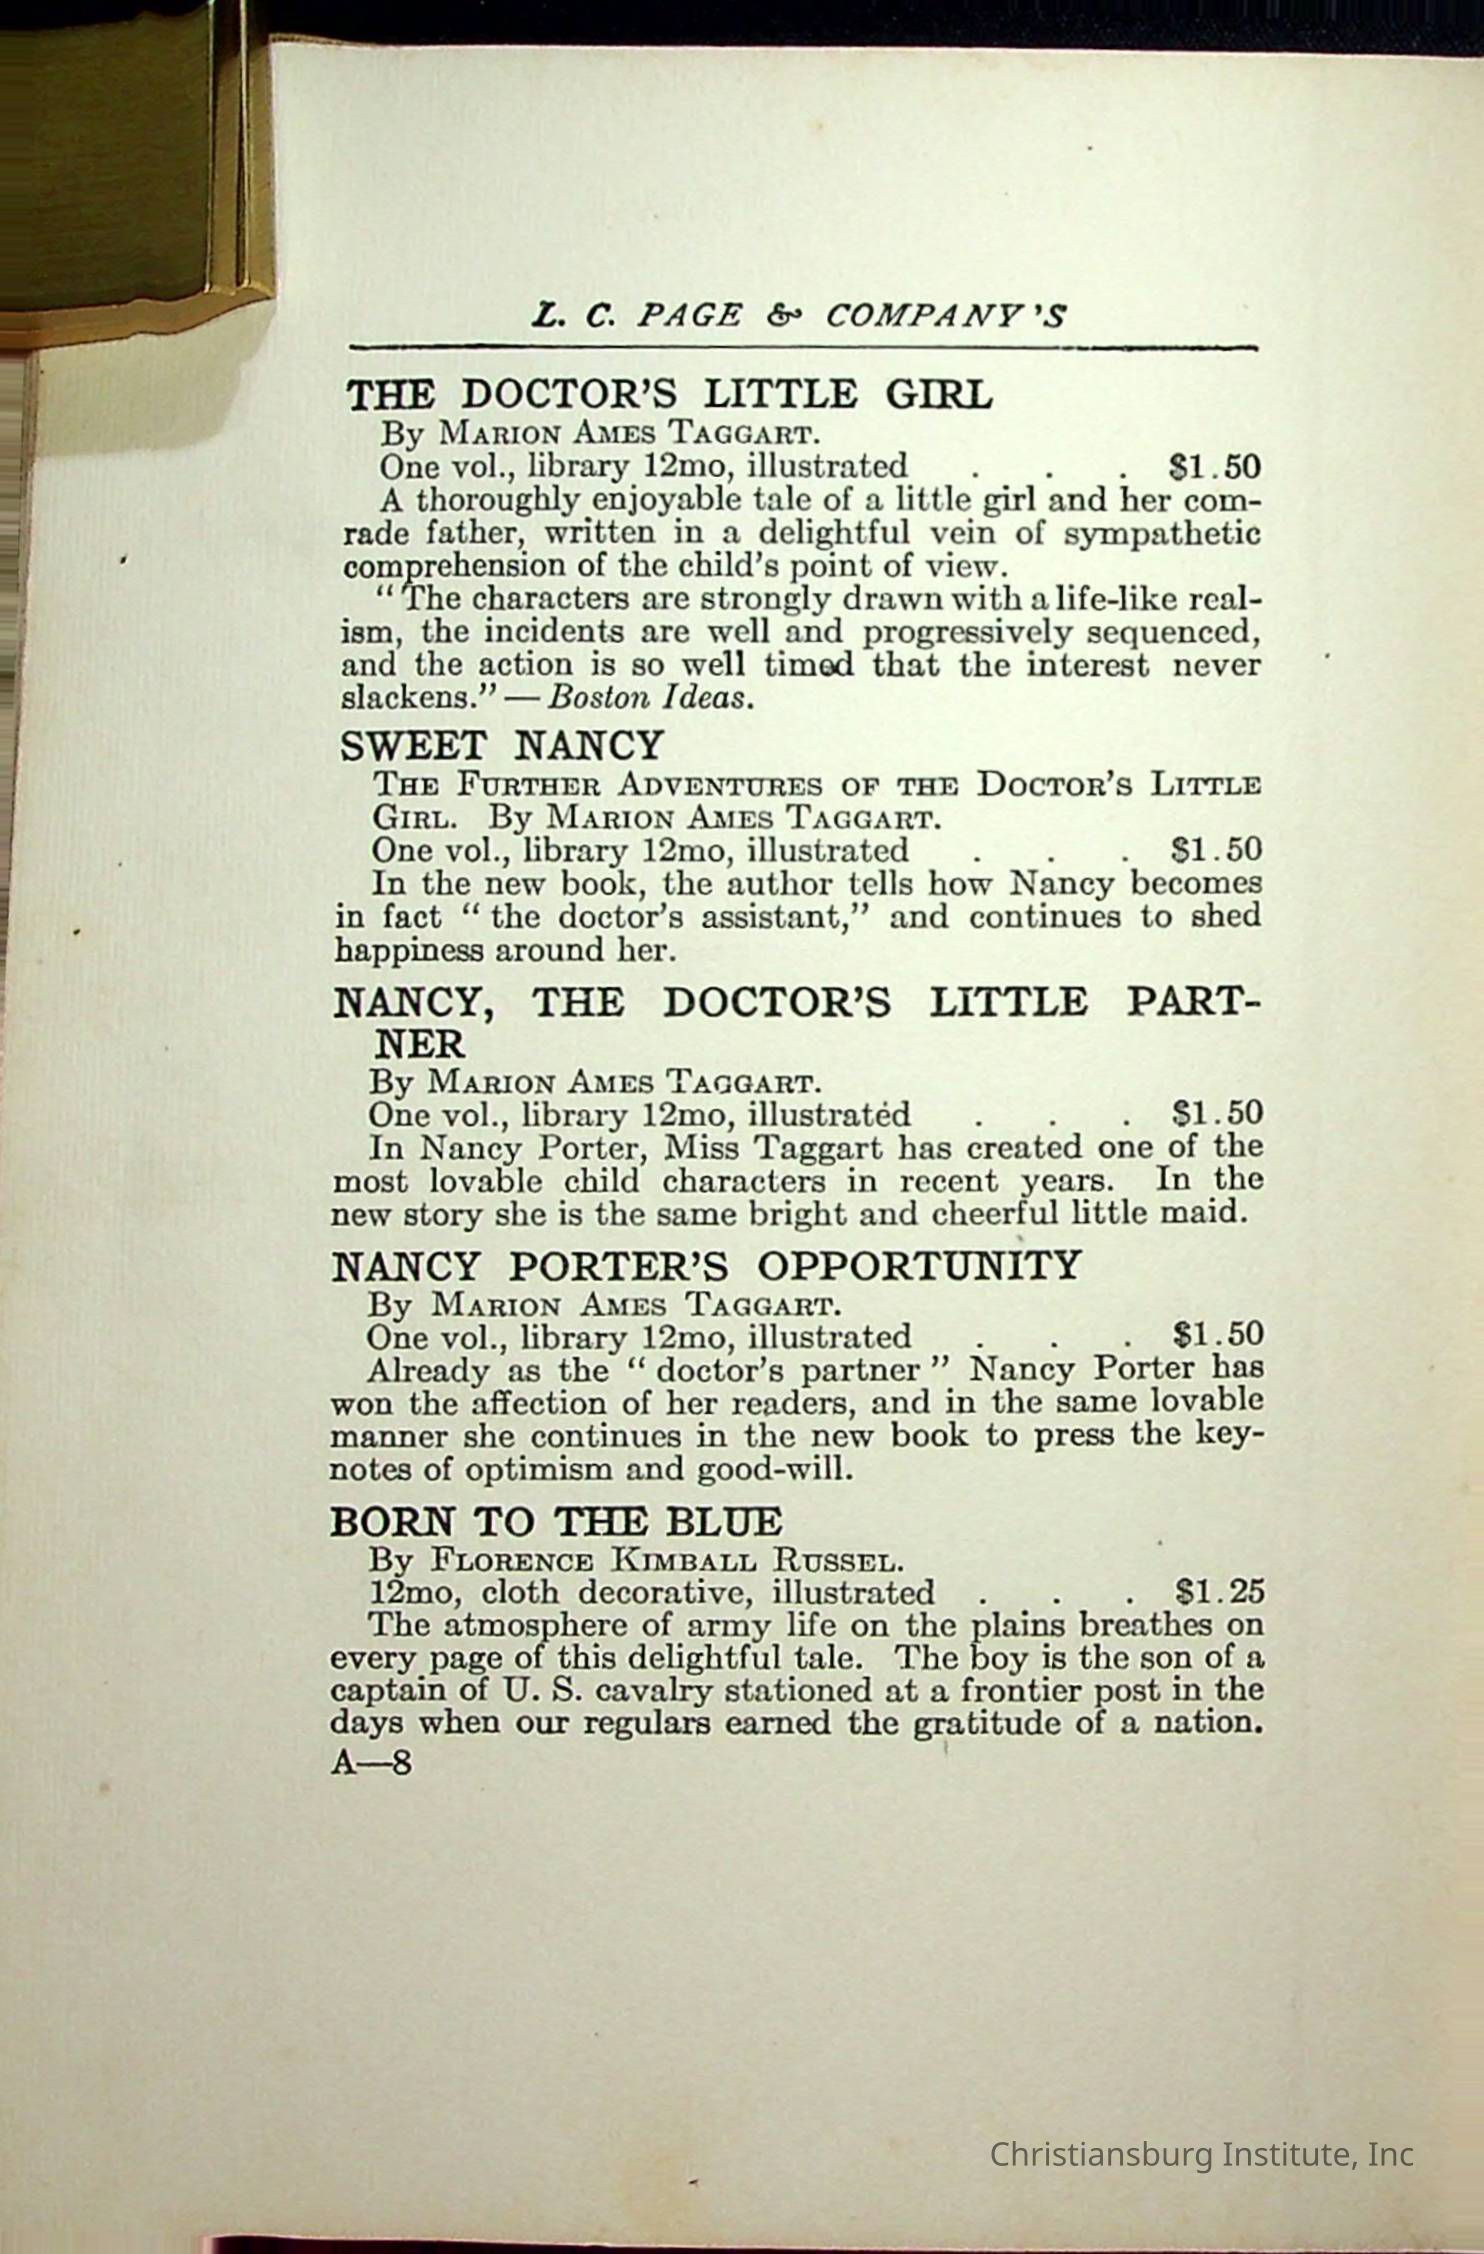 L. C. PAGE & COMPANY'S
THE DOCTOR'S LITTLE GIRL
By MARION AMES TAGGART.
One vol., library 12mo, illustrated . . . $1.50
A thoroughly enjoyable tale of a little girl and her com-
rade father, written in a delightful vein of sympathetic
comprehension of the child's point of view.
"The characters are strongly drawn with a life-like real-
ism, the incidents are well and progressively sequenced,
and the action is so well timed that the interest never
slackens."—Boston Ideas.
SWEET NANCY
THE FURTHER ADVENTURES OF THE DOCTOR'S LITTLE
GIRL. By MARION AMES TAGGART.
One vol., library 12mo, illustrated . . . $1.50
In the new book, the author tells how Nancy becomes
in fact "the doctor's assistant," and continues to shed
happiness around her.
NANCY, THE DOCTOR'S LITTLE PART-
NER
By MARION AMES TAGGART.
One vol., library 12mo, illustrated . . . $1.50
In Nancy Porter, Miss Taggart has created one of the
most lovable child characters in recent years. In the
new story she is the same bright and cheerful little maid.
NANCY PORTER'S OPPORTUNITY
By MARION AMES TAGGART.
One vol., library 12mo, illustrated . . . $1.50
Already as the "doctor's partner" Nancy Porter has
won the affection of her readers, and in the same lovable
manner she continues in the new book to press the key-
notes of optimism and good-will.
BORN TO THE BLUE
By FLORENCE KIMBALL RUSSEL.
12mo, cloth decorative, illustrated . . . $1.25
The atmosphere of army life on the plains breathes on
every page of this delightful tale. The boy is the son of a
captain of U. S. cavalry stationed at a frontier post in the
days when our regulars earned the gratitude of a nation.
A—8
Christiansburg Institute, Inc